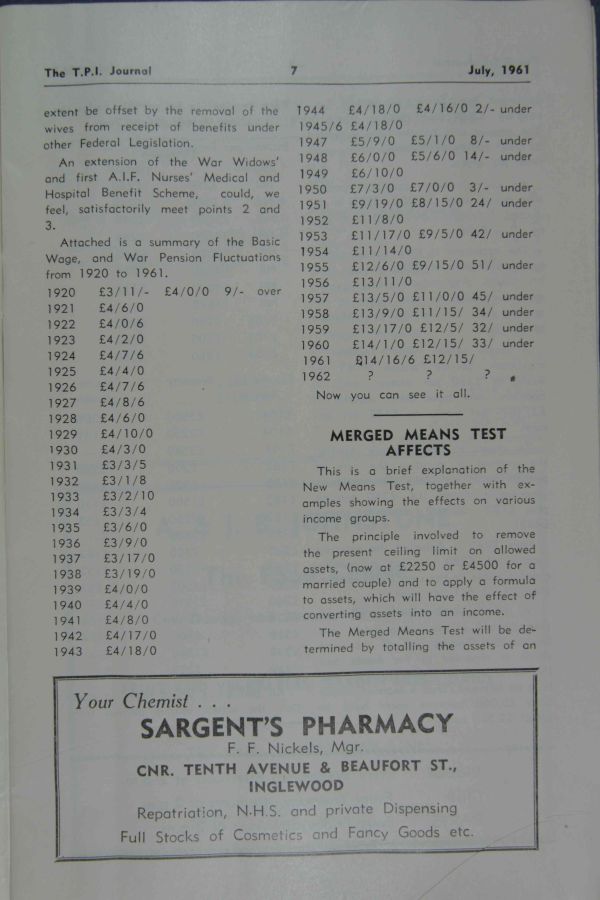 The T.P.I. Journal 7 July, 1961
extent be offset by the removal of the
wives from receipt of benefits under
other Federal Legislation.
An extension of the War Widows'
and first A.I.F. Nurses' Medical and
Hospital Benefit Scheme, could, we
feel, satisfactorily meet points 2 and
3.
Attached is a summary of the Basic
Wage, and War Pension Fluctuations
from 1920 to 1961.
1920 £3/11/- £4/0/0 9/- over
1921 £4/6/0
1922 £4/0/6
1923 £4/2/0
1924 £4/7/6
1925 £4/4/0
1926 £4/7/6
1927 £4/8/6
1928 £4/6/0
1929 £4/10/0
1930 £4/3/0
1931 £3/3/5
1932 £3/1/8
1933 £3/2/10
1934 £3/3/4
1935 £3/6/0
1936 £3/9/0
1937 £3/17/0
1938 £3/19/0
1939 £4/0/0
1940 £4/4/0
1941 £4/8/0
1942 £4/17/0
1943 £4/18/0
1944 £4/18/0 £4/16/0 2/- under
1945/6 £4/18/0
1947 £5/9/0 £5/1/0 8/- under
1948 £6/0/0 £5/6/0 14/- under
1949 £6/10/0
1950 £7/3/0 £7/0/0 3/- under
1951 £9/19/0 £8/15/0 24/ under
1952 £11/8/0
1953 £11/17/0 £9/5/0 42/ under
1954 £11/14/0
1955 £12/6/0 £9/15/0 51/ under
1956 £13/11/0
1957 £13/5/0 £11/0/0 45/ under
1958 £13/9/0 £11/15/ 34/ under
1959 £13/17/0 £12/5/ 32/ under
1960 £14/1/0 £12/15/ 33/ under
1961 £14/16/6 £12/15/
1962 ? ? ?
Now you can see it all.
MERGED MEANS TEST
AFFECTS
This is a brief explanation of the
New Means Test, together with ex-
amples showing the effects on various
income groups.
The principle involved to remove
the present ceiling limit on allowed
assets, (now at £2250 or £4500 for a
married couple) and to apply a formula
to assets, which will have the effect of
converting assets into an income.
The Merged Means Test will be de-
termined by totalling the assets of an
Your Chemist . . .
SARGENT'S PHARMACY
F. F. Nickels, Mgr.
CNR. TENTH AVENUE & BEAUFORT ST.,
INGLEWOOD
Repatriation, N.H.S. and private Dispensing
Full Stocks of Cosmetics and Fancy Goods etc.